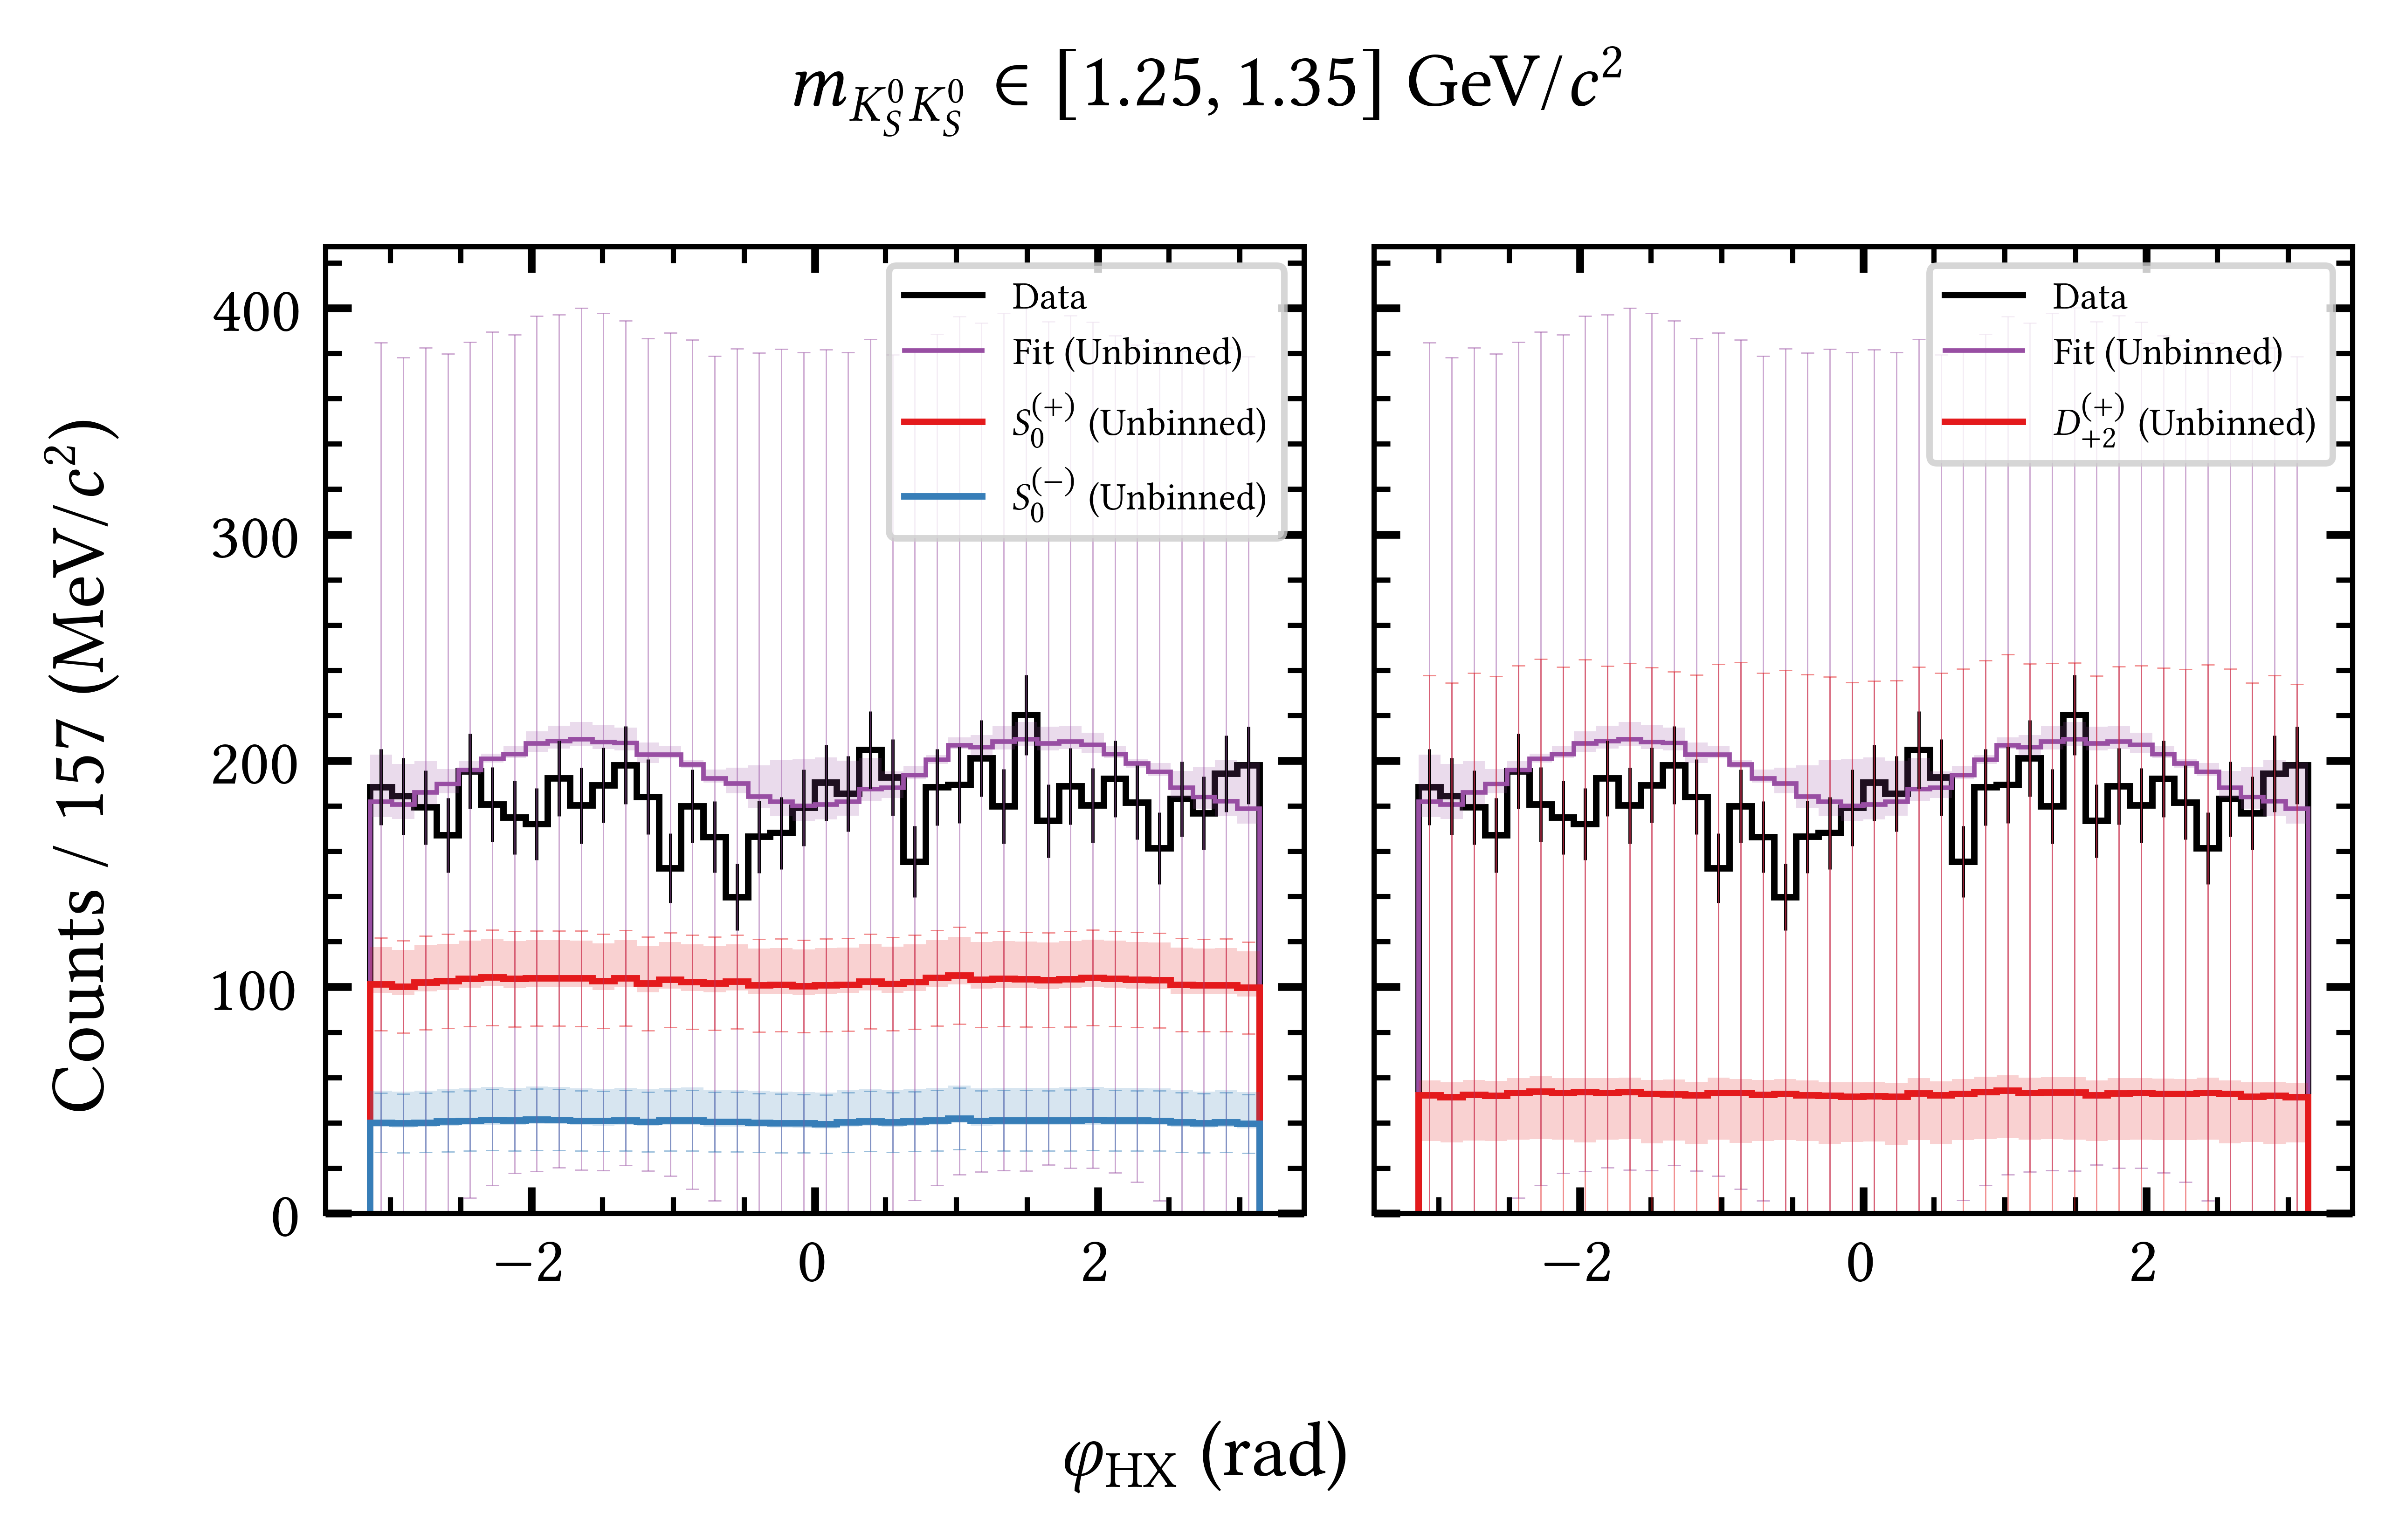 m_{K_S^0 K_S^0} ∈ [1.25, 1.35] GeV/c²
Counts / 157 (MeV/c²)
400
300
200
100
0
Data
Fit (Unbinned)
S_0^{(+)} (Unbinned)
S_0^{(−)} (Unbinned)
−2
0
2
Data
Fit (Unbinned)
D_{+2}^{(+)} (Unbinned)
−2
0
2
φ_{HX} (rad)